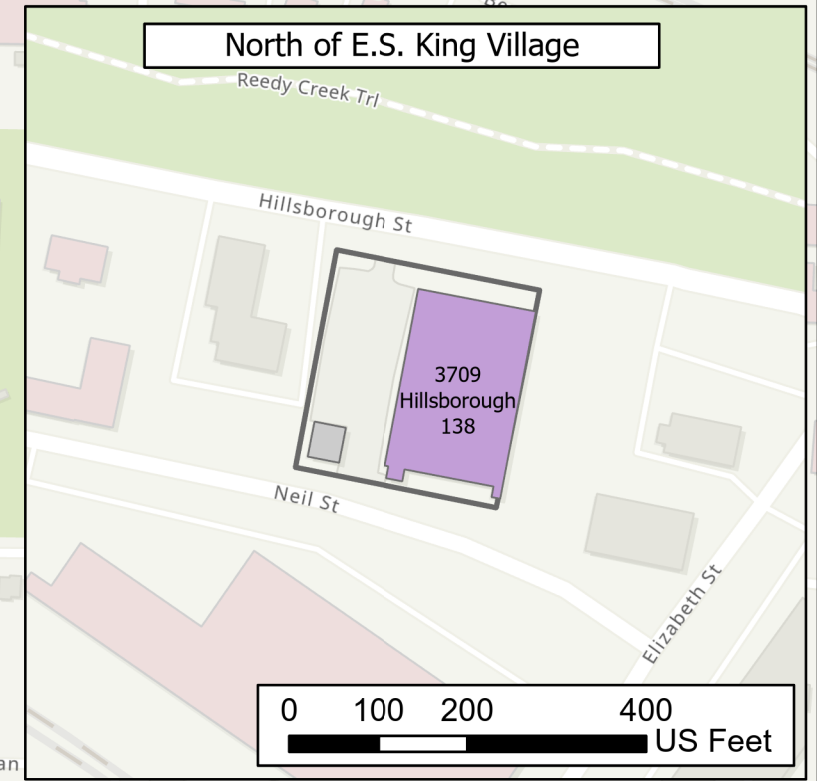 North of E.S. King Village
Reedy Creek Trl
Hillsborough St
3709
Hillsborough
138
Neil St
Elizabeth St
0 100 200 400
US Feet
an